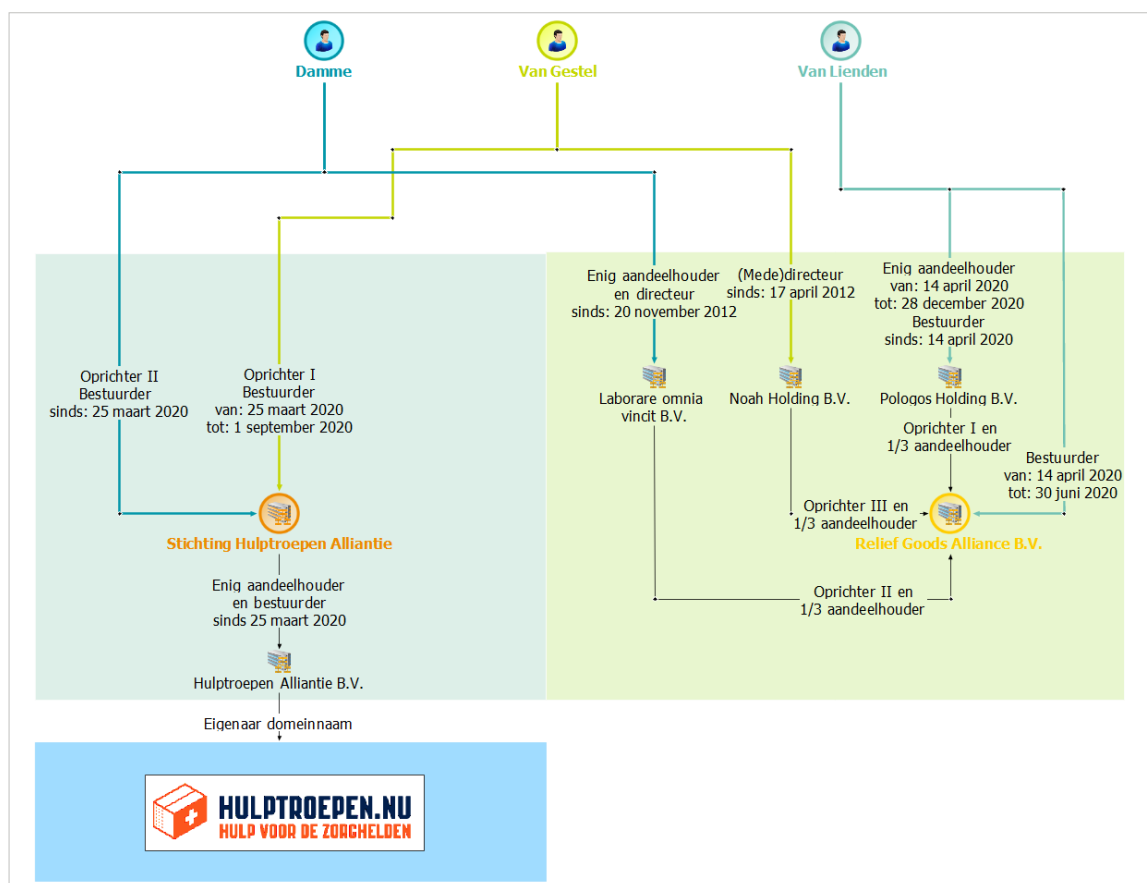 Damme
Van Gestel
Van Lienden
Enig aandeelhouder
en directeur
sinds: 20 november 2012
(Mede)directeur
sinds: 17 april 2012
Enig aandeelhouder
van: 14 april 2020
tot: 28 december 2020
Bestuurder
sinds: 14 april 2020
Oprichter II
Bestuurder
sinds: 25 maart 2020
Oprichter I
Bestuurder
van: 25 maart 2020
tot: 1 september 2020
Laborare omnia
vincit B.V.
Noah Holding B.V.
Pologos Holding B.V.
Oprichter I en
1/3 aandeelhouder
Bestuurder
van: 14 april 2020
tot: 30 juni 2020
Oprichter III en
1/3 aandeelhouder
Stichting Hulptroepen Alliantie
Relief Goods Alliance B.V.
Enig aandeelhouder
en bestuurder
sinds 25 maart 2020
Oprichter II en
1/3 aandeelhouder
Hulptroepen Alliantie B.V.
Eigenaar domeinnaam
HULPTROEPEN.NU
HULP VOOR DE ZORGHELDEN